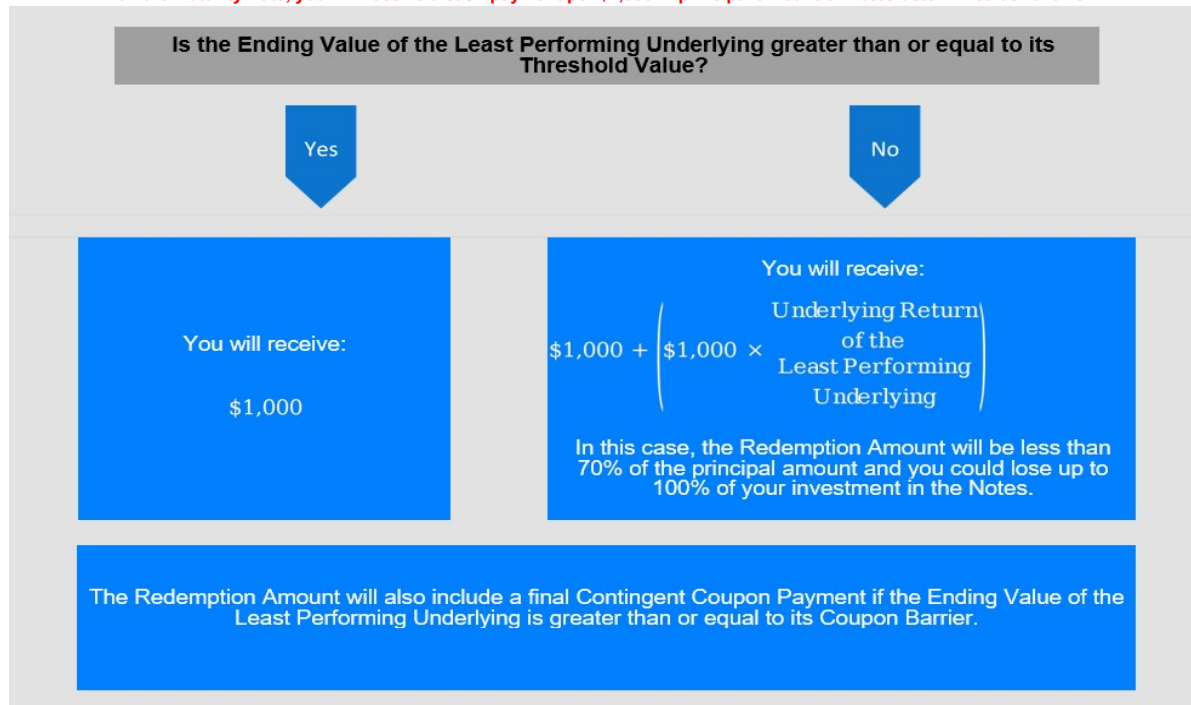 Is the Ending Value of the Least Performing Underlying greater than or equal to its
Threshold Value?
Yes
No
You will receive:
$1,000
You will receive:
$1,000 + ($1,000 × Underlying Return
of the
Least Performing
Underlying)
In this case, the Redemption Amount will be less than
70% of the principal amount and you could lose up to
100% of your investment in the Notes.
The Redemption Amount will also include a final Contingent Coupon Payment if the Ending Value of the
Least Performing Underlying is greater than or equal to its Coupon Barrier.